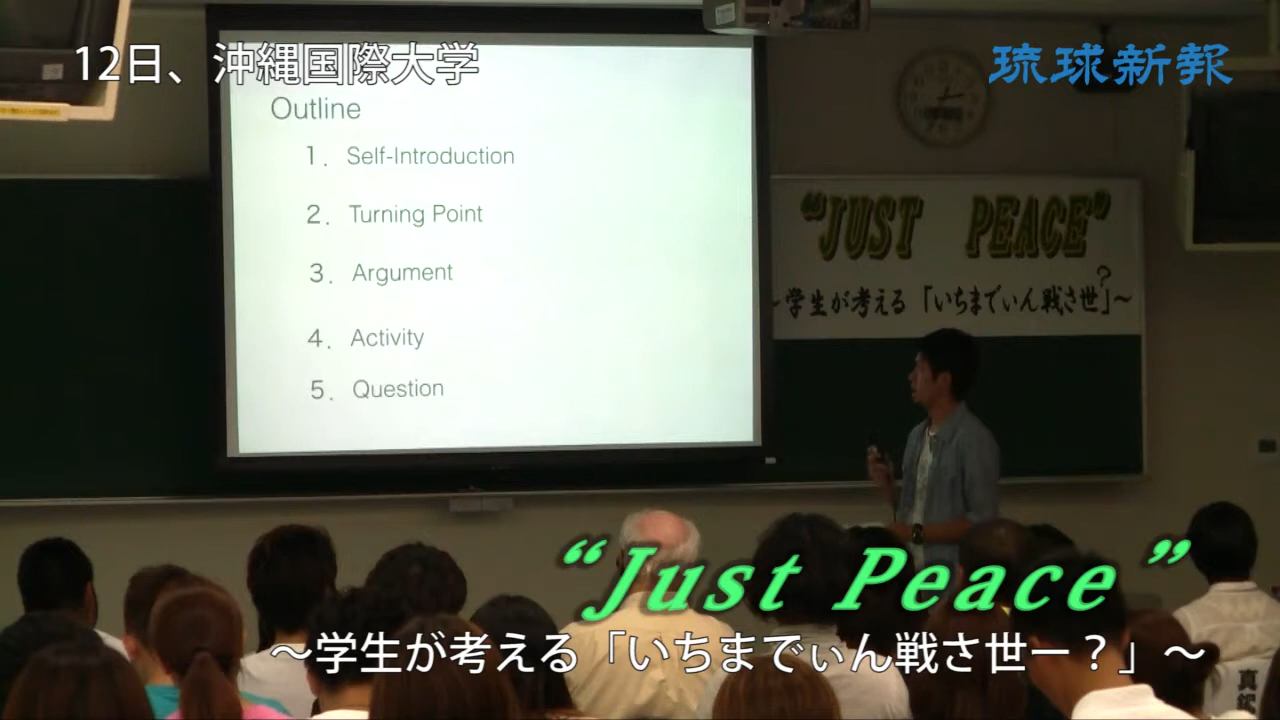 12日、沖縄国際大学
琉球新報
Outline
1. Self-Introduction
2. Turning Point
3. Argument
4. Activity
5. Question
“JUST PEACE”
～学生が考える「いちまでぃん戦さ世?」～
“Just Peace”
～学生が考える「いちまでぃん戦さ世ー？」～